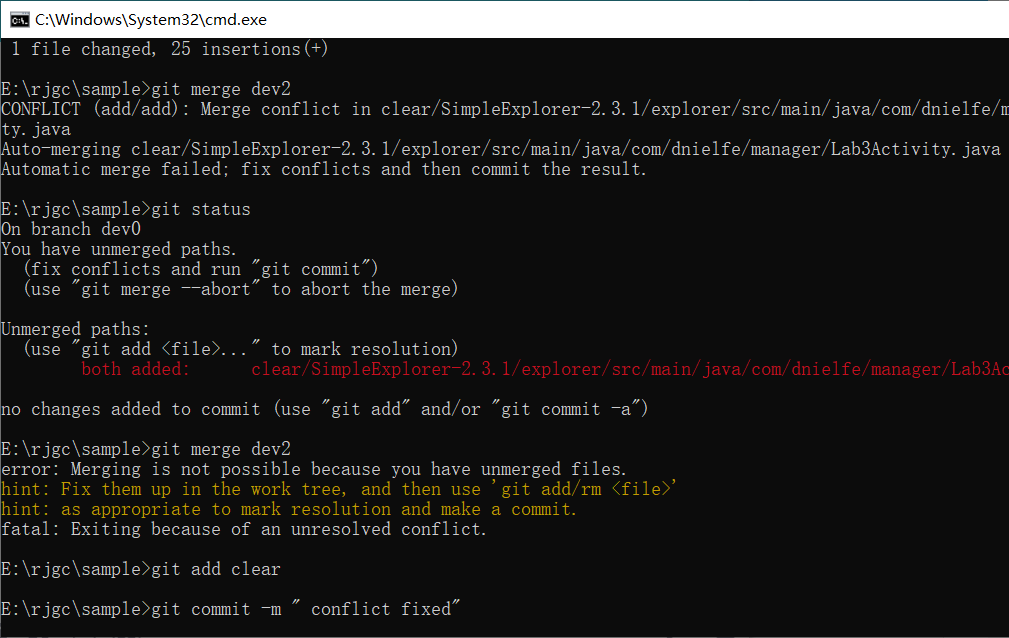 C:\Windows\System32\cmd.exe
1 file changed, 25 insertions(+)
E:\rjgc\sample>git merge dev2
CONFLICT (add/add): Merge conflict in clear/SimpleExplorer-2.3.1/explorer/src/main/java/com/dnielfe/m
ty.java
Auto-merging clear/SimpleExplorer-2.3.1/explorer/src/main/java/com/dnielfe/manager/Lab3Activity.java
Automatic merge failed; fix conflicts and then commit the result.
E:\rjgc\sample>git status
On branch dev0
You have unmerged paths.
(fix conflicts and run "git commit")
(use "git merge --abort" to abort the merge)
Unmerged paths:
(use "git add <file>..." to mark resolution)
both added: clear/SimpleExplorer-2.3.1/explorer/src/main/java/com/dnielfe/manager/Lab3Ac
no changes added to commit (use "git add" and/or "git commit -a")
E:\rjgc\sample>git merge dev2
error: Merging is not possible because you have unmerged files.
hint: Fix them up in the work tree, and then use 'git add/rm <file>'
hint: as appropriate to mark resolution and make a commit.
fatal: Exiting because of an unresolved conflict.
E:\rjgc\sample>git add clear
E:\rjgc\sample>git commit -m " conflict fixed"